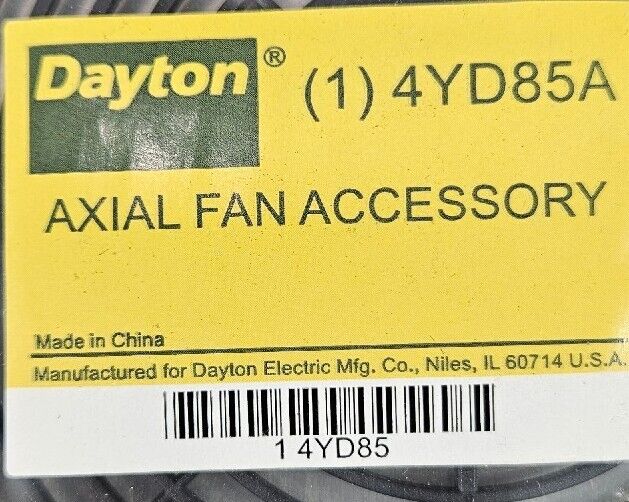 Dayton® (1) 4YD85A
AXIAL FAN ACCESSORY
Made in China
Manufactured for Dayton Electric Mfg. Co., Niles, IL 60714 U.S.A.
1 4YD85